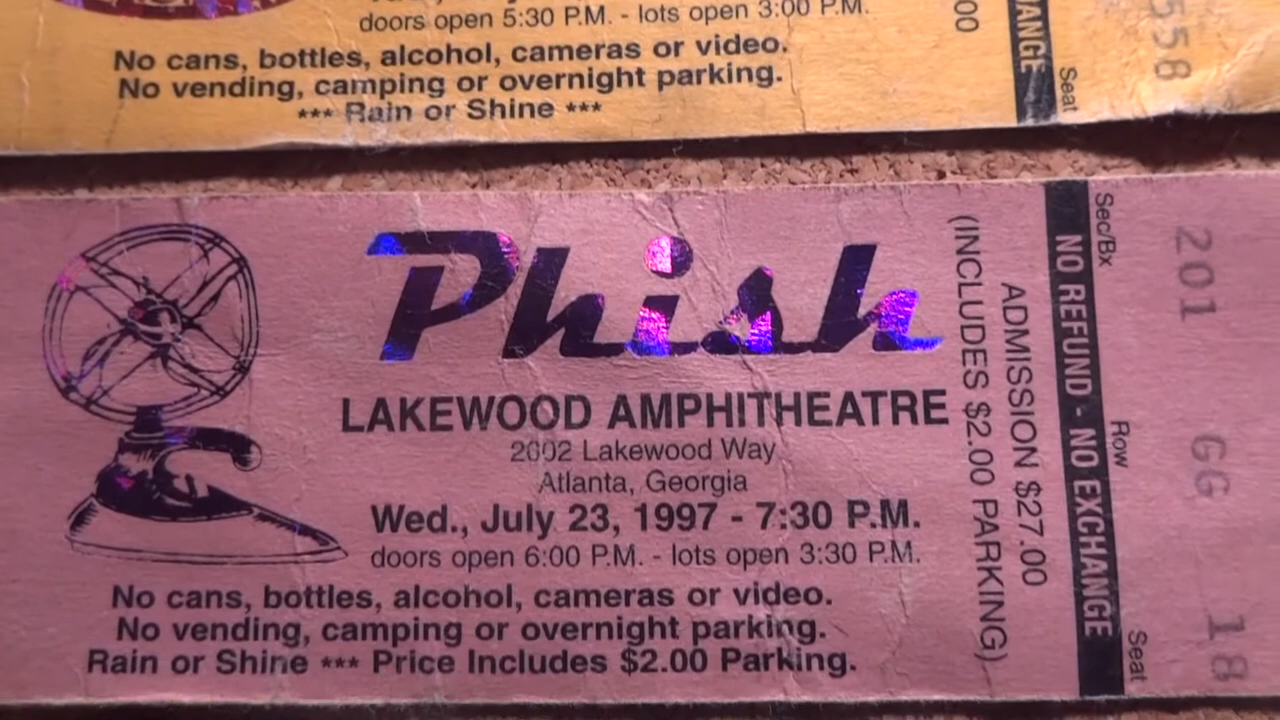 doors open 5:30 P.M. - lots open 3:00 P.M.
No cans, bottles, alcohol, cameras or video.
No vending, camping or overnight parking.
*** Rain or Shine ***
00
ANGE
Seat
558
Phish
LAKEWOOD AMPHITHEATRE
2002 Lakewood Way
Atlanta, Georgia
Wed., July 23, 1997 - 7:30 P.M.
doors open 6:00 P.M. - lots open 3:30 P.M.
No cans, bottles, alcohol, cameras or video.
No vending, camping or overnight parking.
Rain or Shine *** Price Includes $2.00 Parking.
ADMISSION $27.00
(INCLUDES $2.00 PARKING)
NO REFUND - NO EXCHANGE
Sec/Bx Row Seat
201 GG 18